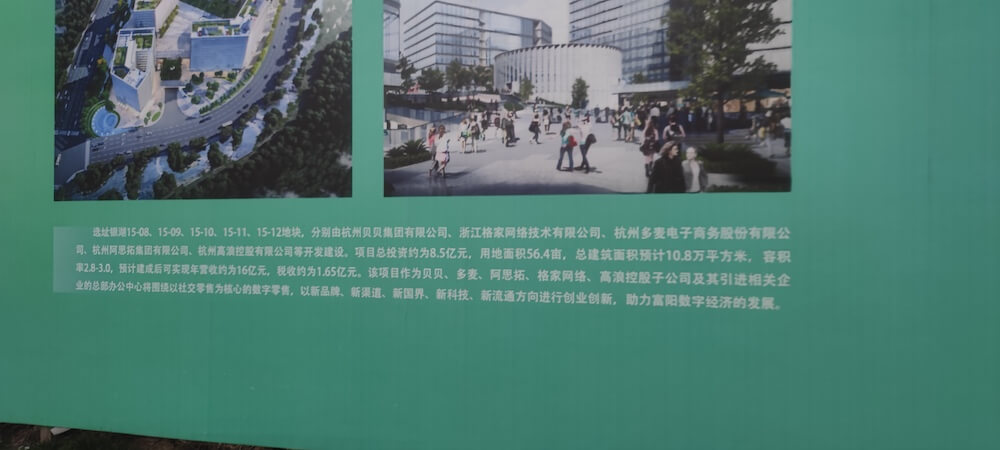 选址银湖15-08、15-09、15-10、15-11、15-12地块，分别由杭州贝贝集团有限公司、浙江格家网络技术有限公司、杭州多麦电子商务股份有限公
司、杭州阿思拓集团有限公司、杭州高浪控股有限公司等开发建设。项目总投资约为8.5亿元，用地面积56.4亩，总建筑面积预计10.8万平方米，容积
率2.8-3.0，预计建成后可实现年营收约为16亿元，税收约为1.65亿元。该项目作为贝贝、多麦、阿思拓、格家网络、高浪控股子公司及其引进相关企
业的总部办公中心将围绕以社交零售为核心的数字零售，以新品牌、新渠道、新国界、新科技、新流通方向进行创业创新，助力富阳数字经济的发展。